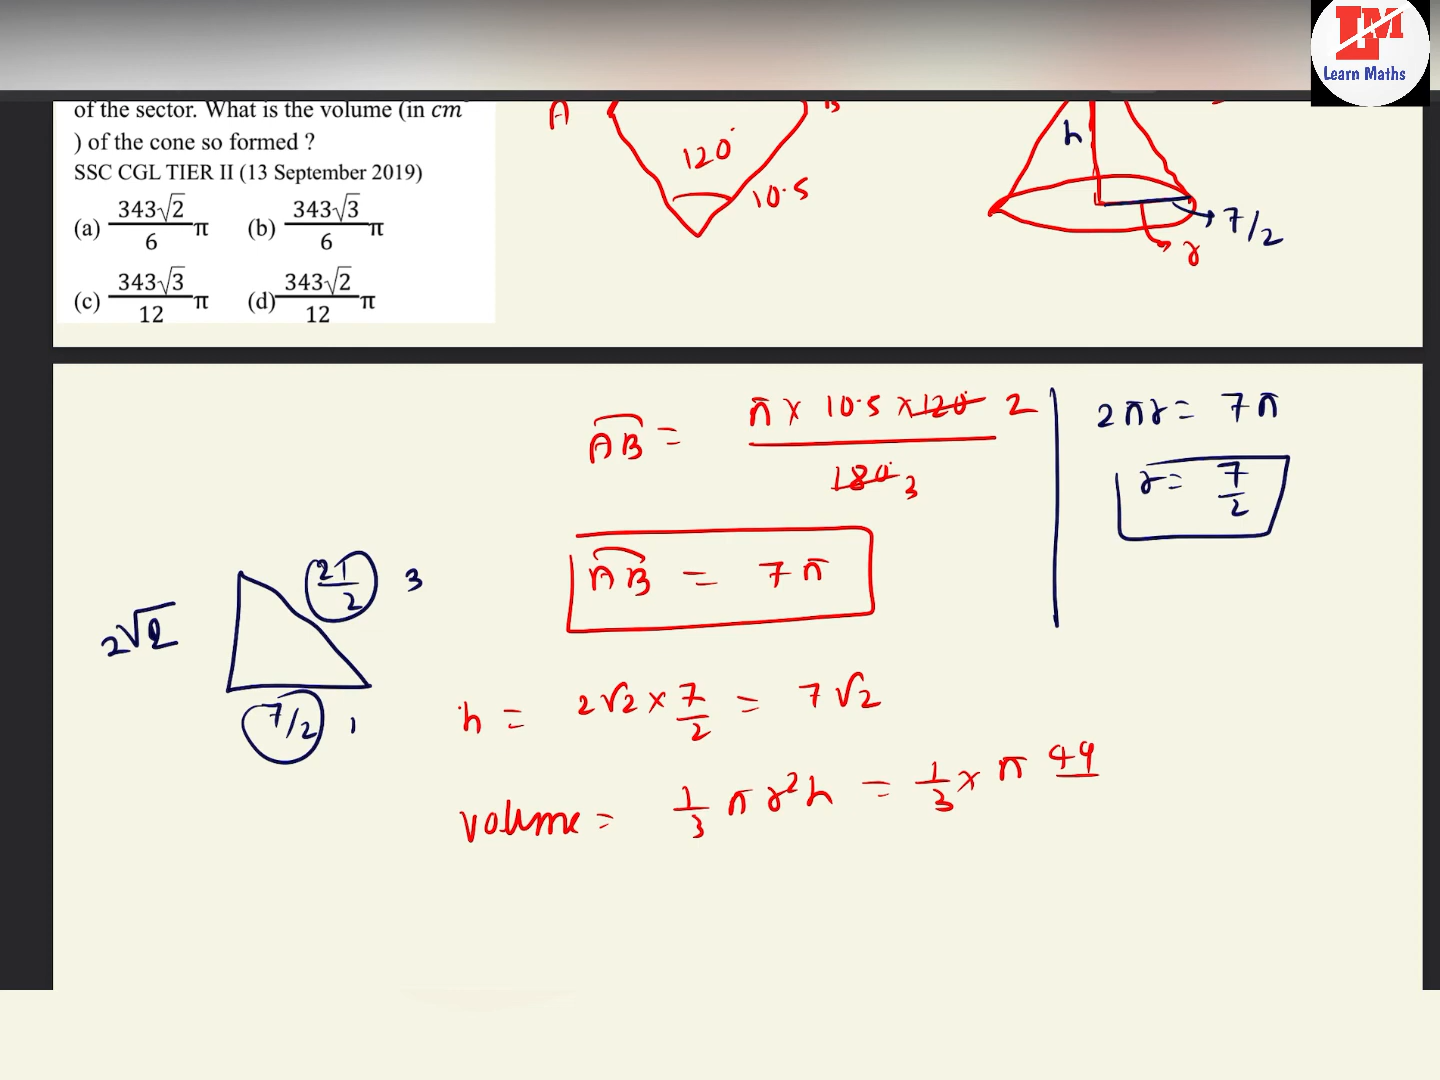 LM
Learn Maths
of the sector. What is the volume (in cm
) of the cone so formed ?
SSC CGL TIER II (13 September 2019)
(a) 343√2/6 π (b) 343√3/6 π
(c) 343√3/12 π (d) 343√2/12 π
A B
120°
10.5
h
7/2
r
AB = π × 10.5 × 120° 2
180° 3
2πr = 7π
r = 7/2
AB = 7π
21/2 3
2√2
7/2 1
h = 2√2 × 7/2 = 7√2
volume = 1/3 π r²h = 1/3 × π 49